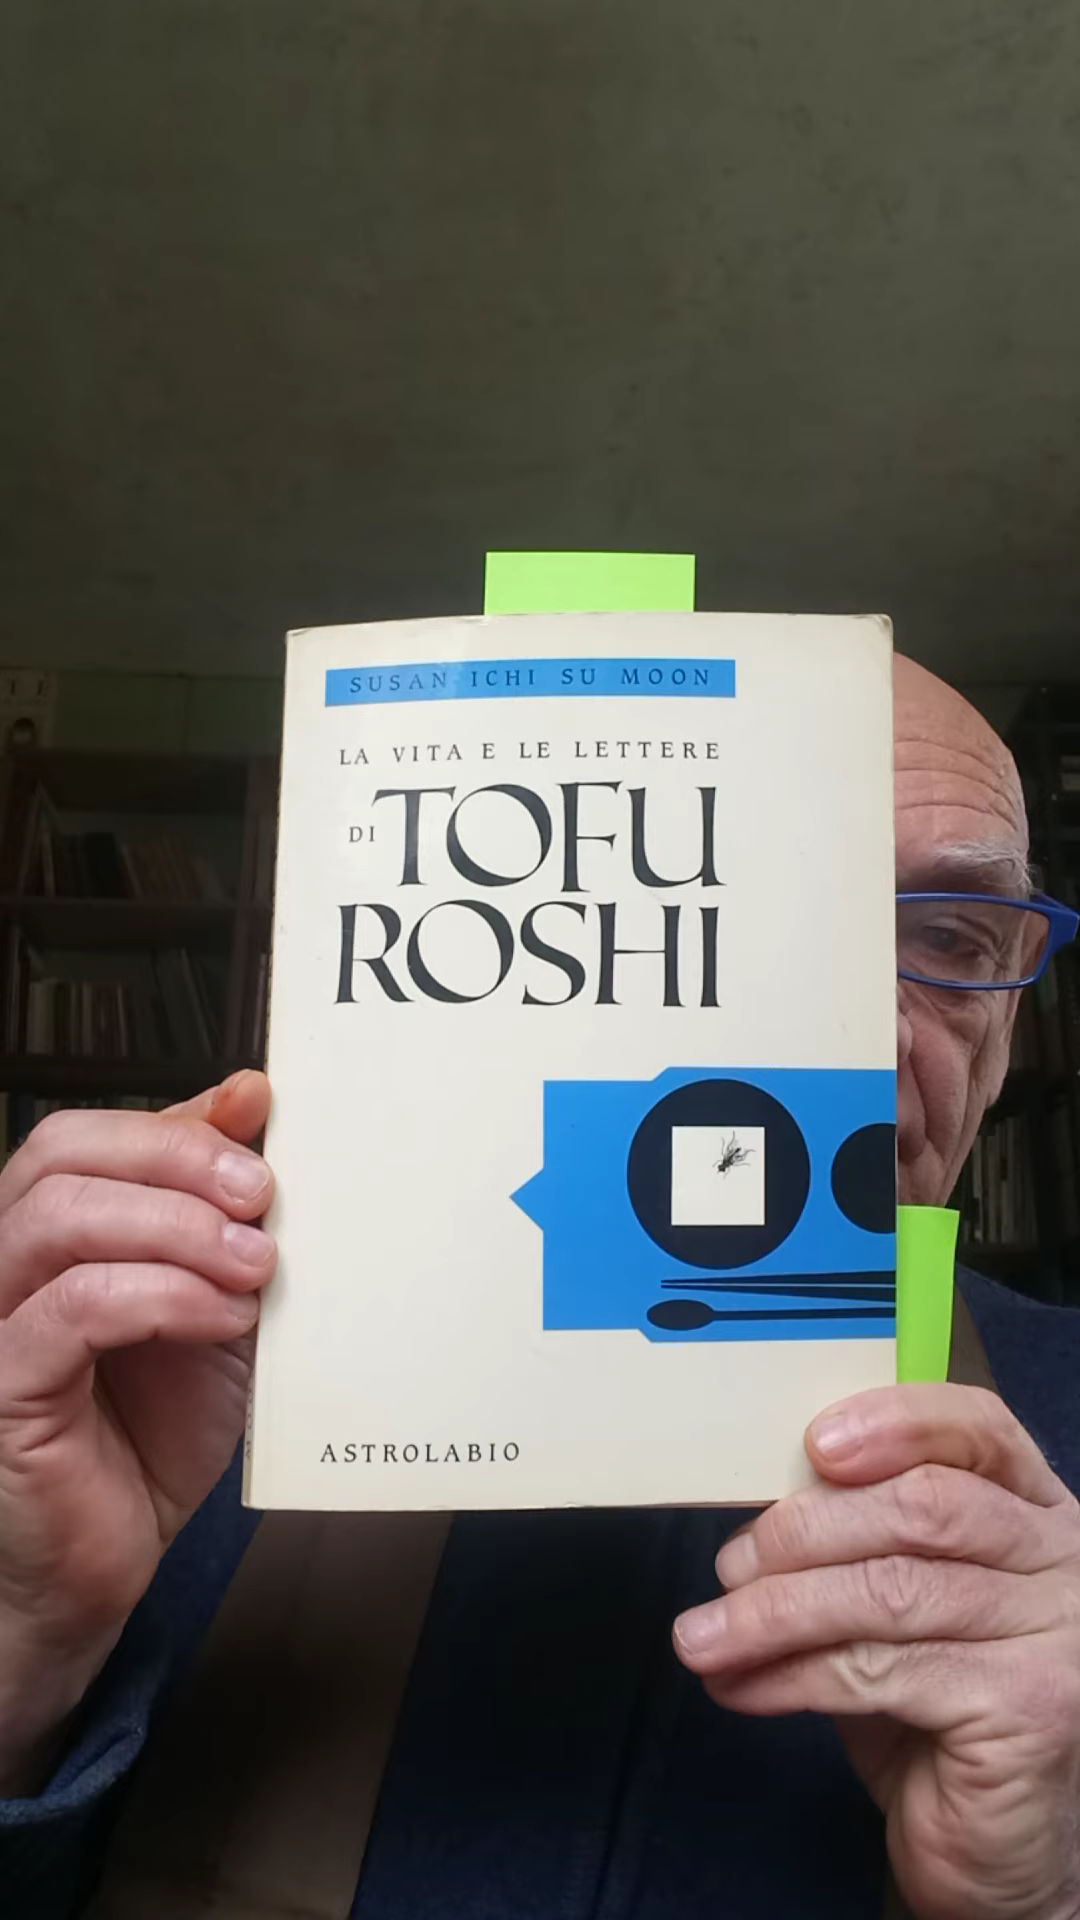 SUSAN ICHI SU MOON
LA VITA E LE LETTERE
DI TOFU
ROSHI
ASTROLABIO